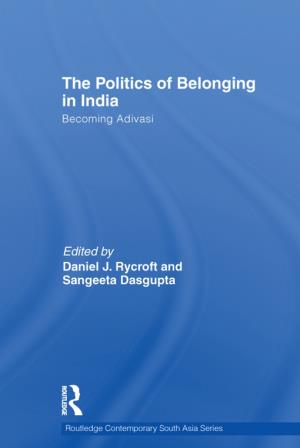 The Politics of Belonging
in India
Becoming Adivasi
Edited by
Daniel J. Rycroft and
Sangeeta Dasgupta
ROUTLEDGE
Routledge Contemporary South Asia Series